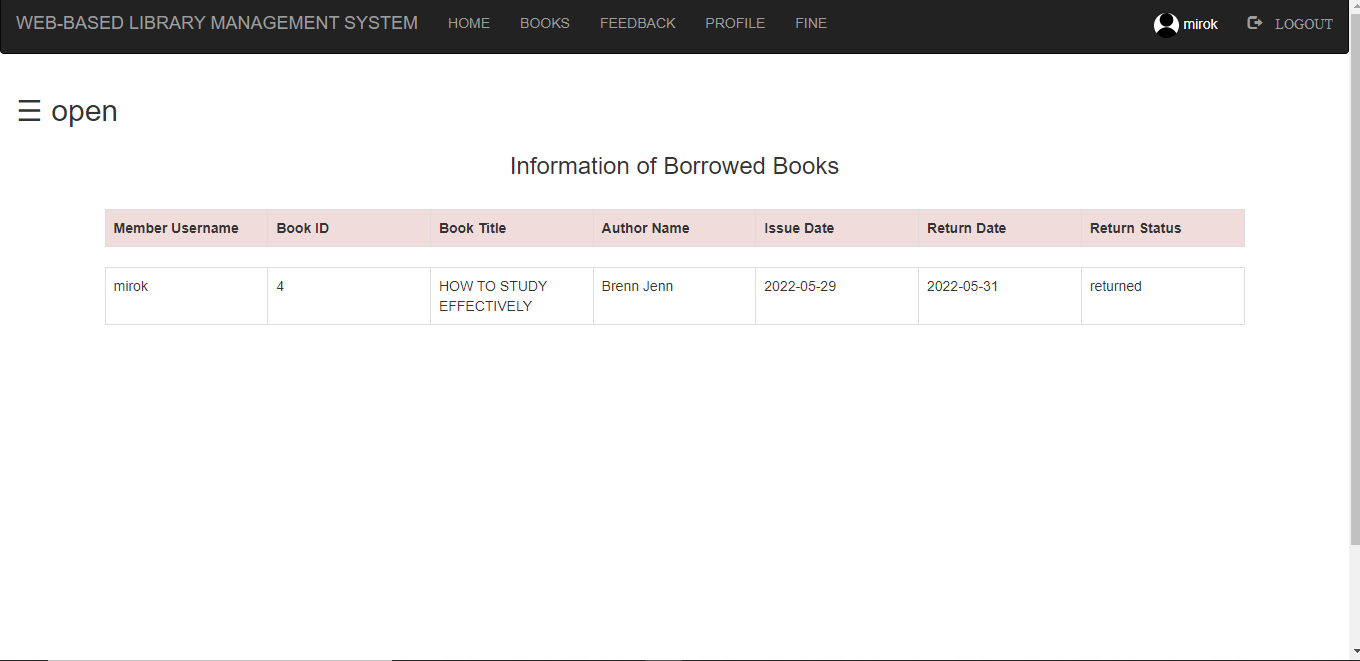 WEB-BASED LIBRARY MANAGEMENT SYSTEM HOME BOOKS FEEDBACK PROFILE FINE mirok LOGOUT
☰ open
Information of Borrowed Books
Member Username Book ID Book Title Author Name Issue Date Return Date Return Status
mirok 4 HOW TO STUDY Brenn Jenn 2022-05-29 2022-05-31 returned
EFFECTIVELY